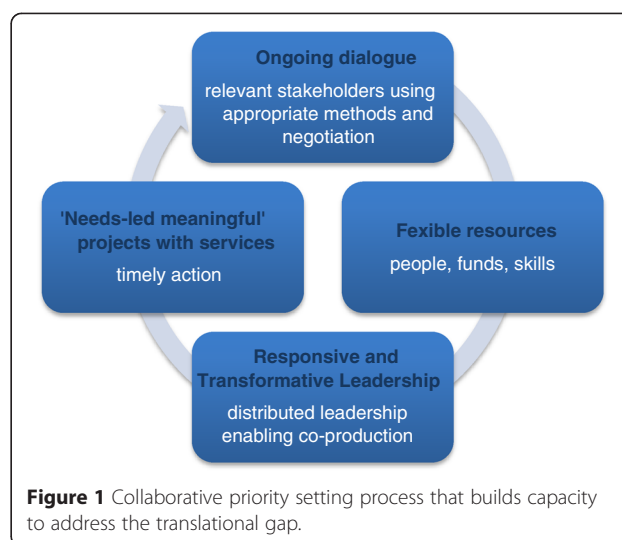 Ongoing dialogue
relevant stakeholders using
appropriate methods and
negotiation
'Needs-led meaningful'
projects with services
timely action
Fexible resources
people, funds, skills
Responsive and
Transformative Leadership
distributed leadership
enabling co-production
Figure 1 Collaborative priority setting process that builds capacity
to address the translational gap.